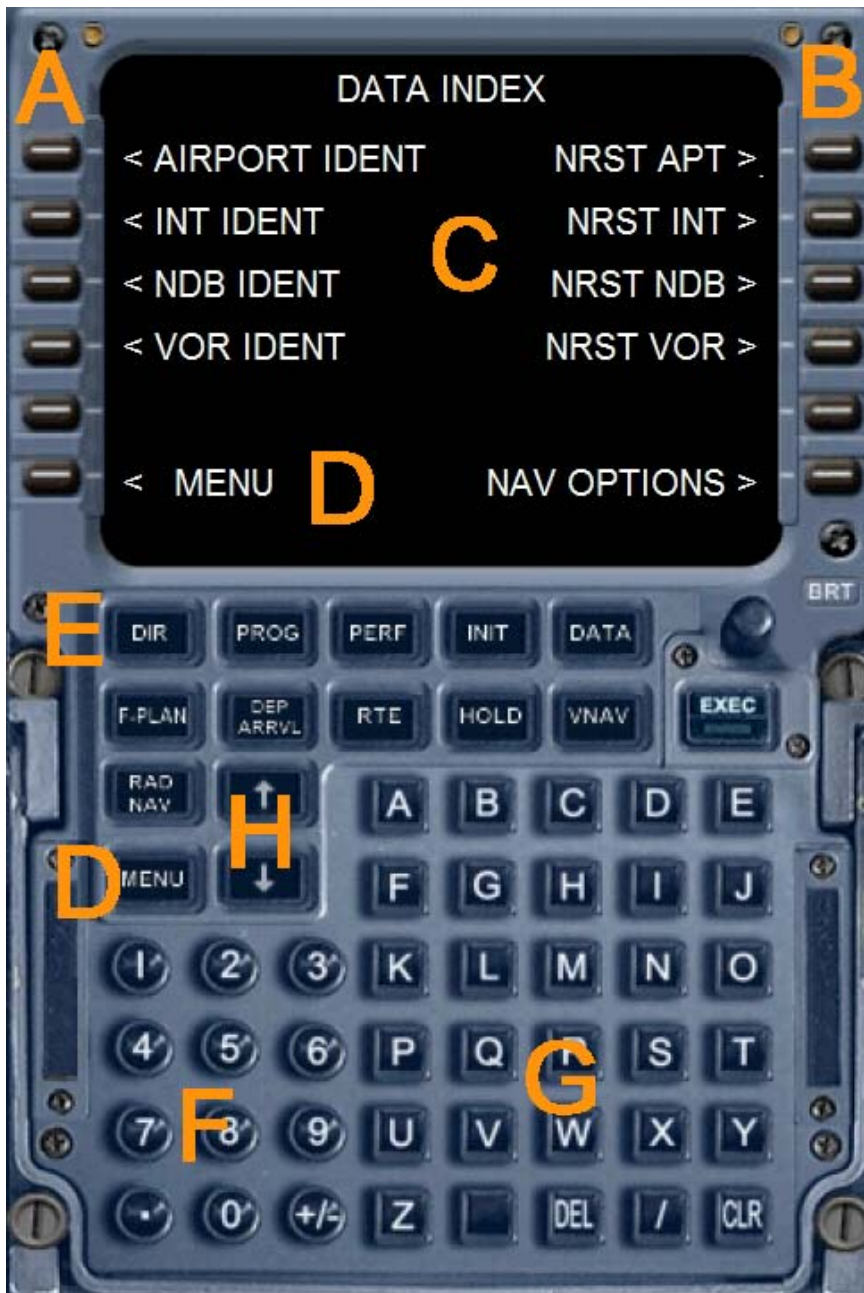 A B
DATA INDEX
< AIRPORT IDENT NRST APT >
< INT IDENT NRST INT >
C
< NDB IDENT NRST NDB >
< VOR IDENT NRST VOR >
< MENU D NAV OPTIONS >
BRT
E DIR PROG PERF INIT DATA
F-PLAN DEP ARRVL RTE HOLD VNAV EXEC
RAD NAV ↑ A B C D E
H
D MENU ↓ F G H I J
1 2 3 K L M N O
4 5 6 P Q R S T
G
F
7 8 9 U V W X Y
. 0 +/- Z DEL / CLR